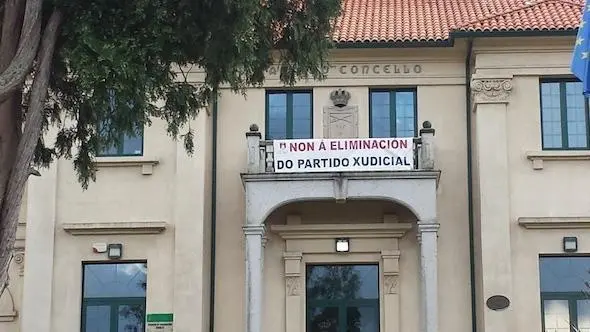 CONCELLO
" NON Á ELIMINACIÓN
DO PARTIDO XUDICIAL